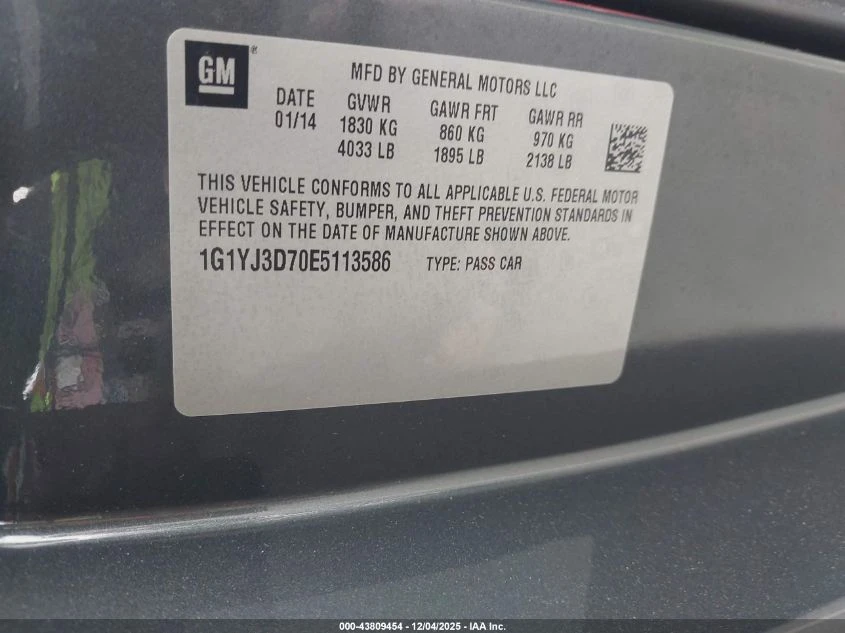 GM ®
MFD BY GENERAL MOTORS LLC
DATE GVWR GAWR FRT GAWR RR
01/14 1830 KG 860 KG 970 KG
4033 LB 1895 LB 2138 LB
THIS VEHICLE CONFORMS TO ALL APPLICABLE U.S. FEDERAL MOTOR
VEHICLE SAFETY, BUMPER, AND THEFT PREVENTION STANDARDS IN
EFFECT ON THE DATE OF MANUFACTURE SHOWN ABOVE.
1G1YJ3D70E5113586 TYPE: PASS CAR
000-43809454 - 12/04/2025 - IAA Inc.